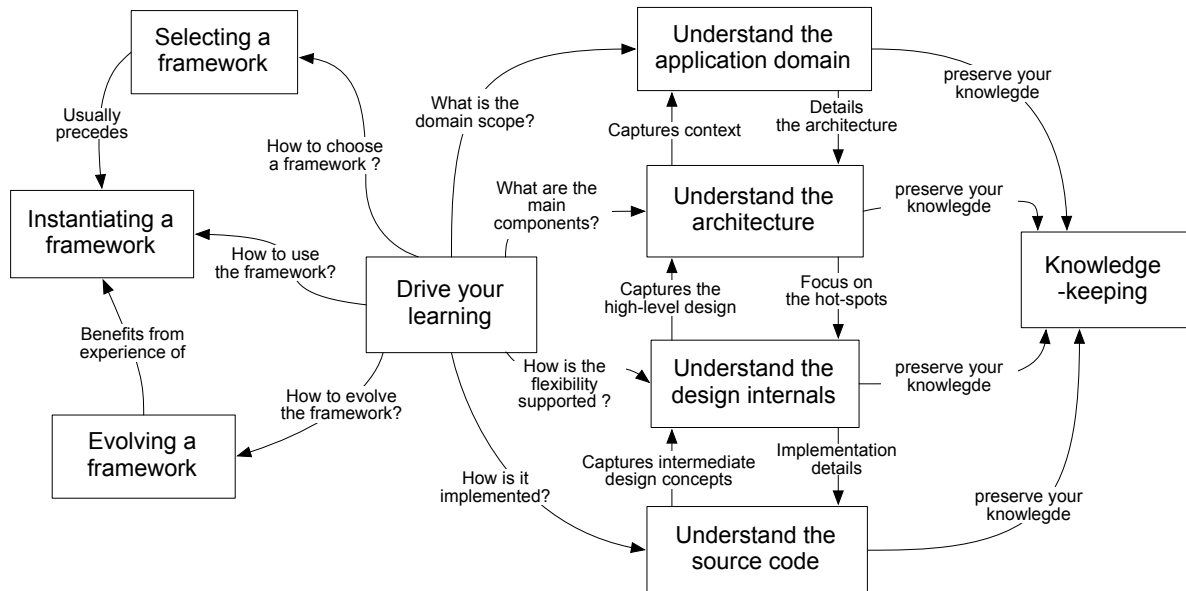 Selecting a
framework
Understand the
application domain
preserve your
knowlegde
Usually
precedes
What is the
domain scope?
Captures context
Details
the architecture
How to choose
a framework ?
Instantiating a
framework
What are the
main
components?
Understand the
architecture
preserve your
knowlegde
How to use
the framework?
Drive your
learning
Captures the
high-level design
Focus on
the hot-spots
Knowledge
-keeping
Benefits from
experience of
How is the
flexibility
supported ?
Understand the
design internals
preserve your
knowlegde
How to evolve
the framework?
Evolving a
framework
How is it
implemented?
Captures intermediate
design concepts
Implementation
details
preserve your
knowlegde
Understand the
source code